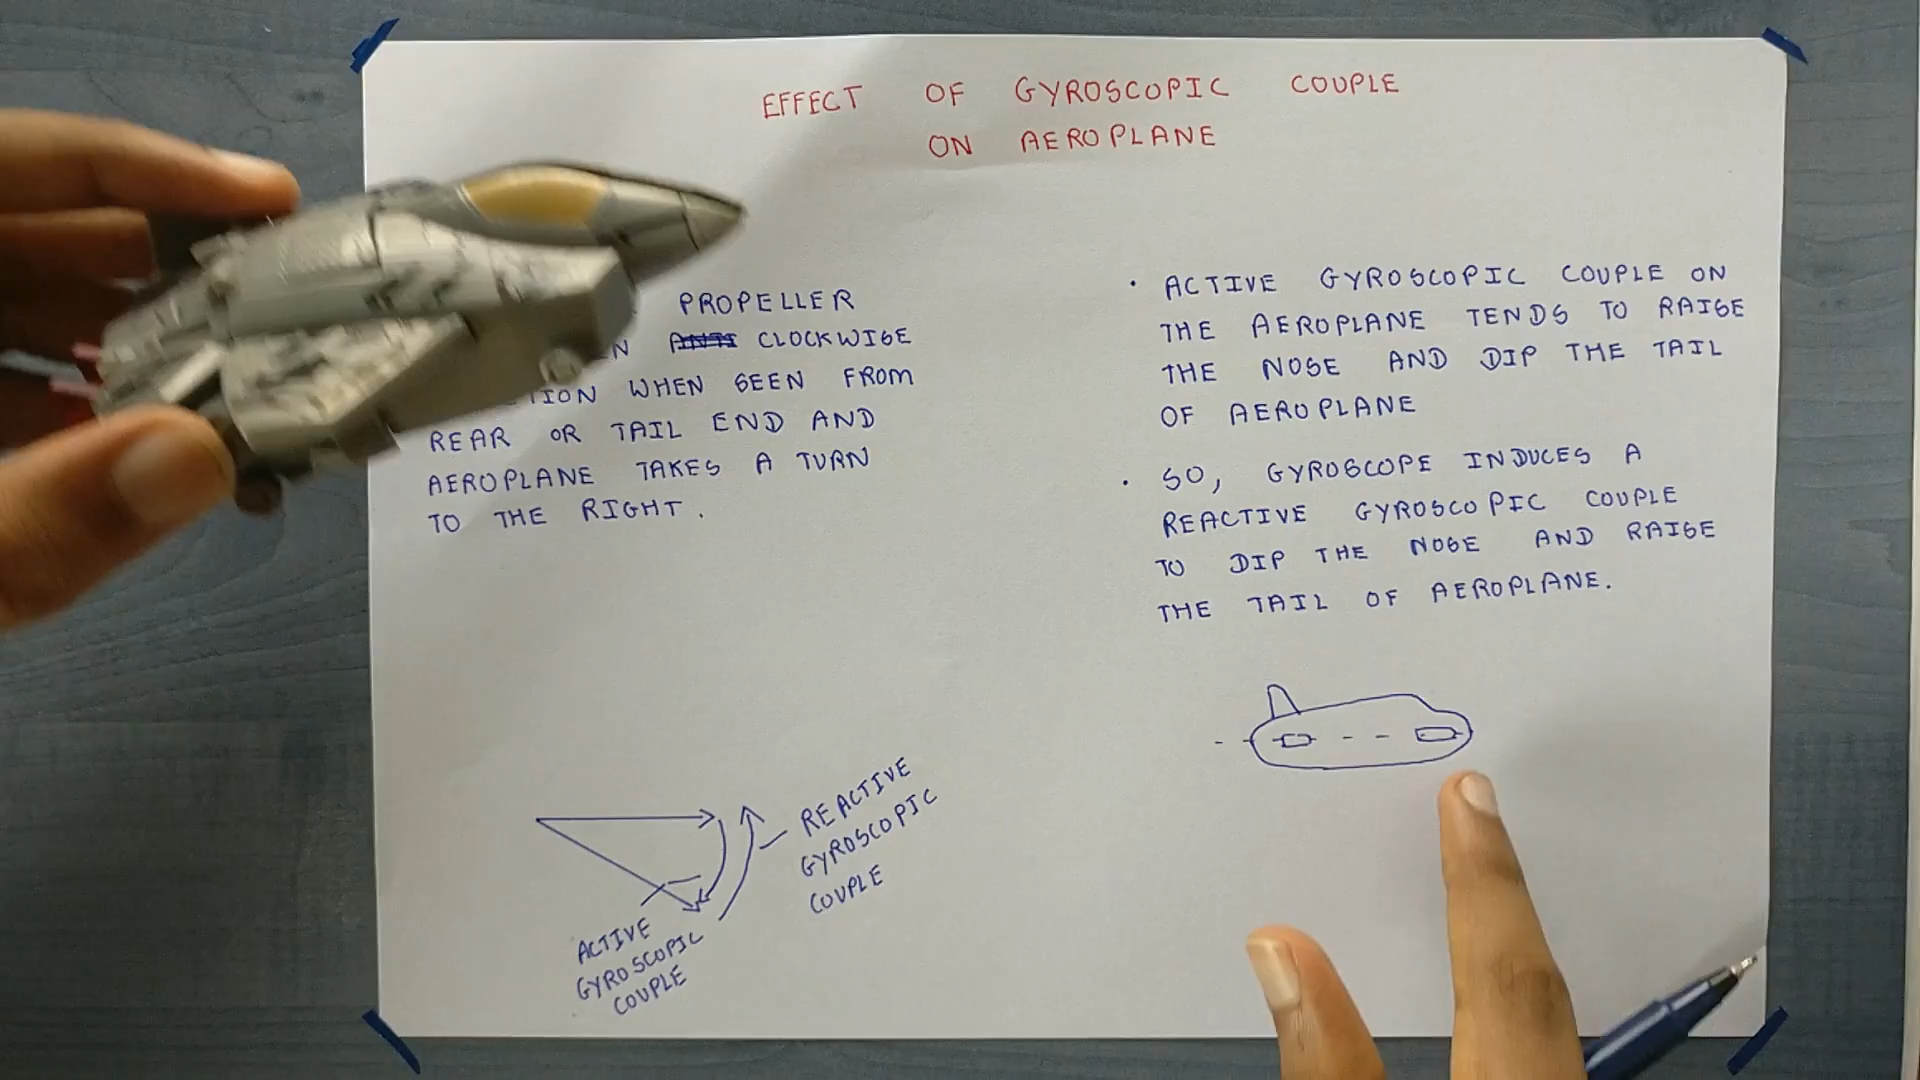 EFFECT OF GYROSCOPIC COUPLE
ON AEROPLANE
PROPELLER
CLOCKWISE
WHEN SEEN FROM
REAR OR TAIL END AND
AEROPLANE TAKES A TURN
TO THE RIGHT.
• ACTIVE GYROSCOPIC COUPLE ON
THE AEROPLANE TENDS TO RAISE
THE NOSE AND DIP THE TAIL
OF AEROPLANE
• SO, GYROSCOPE INDUCES A
REACTIVE GYROSCOPIC COUPLE
TO DIP THE NOSE AND RAISE
THE TAIL OF AEROPLANE.
REACTIVE
GYROSCOPIC
COUPLE
ACTIVE
GYROSCOPIC
COUPLE